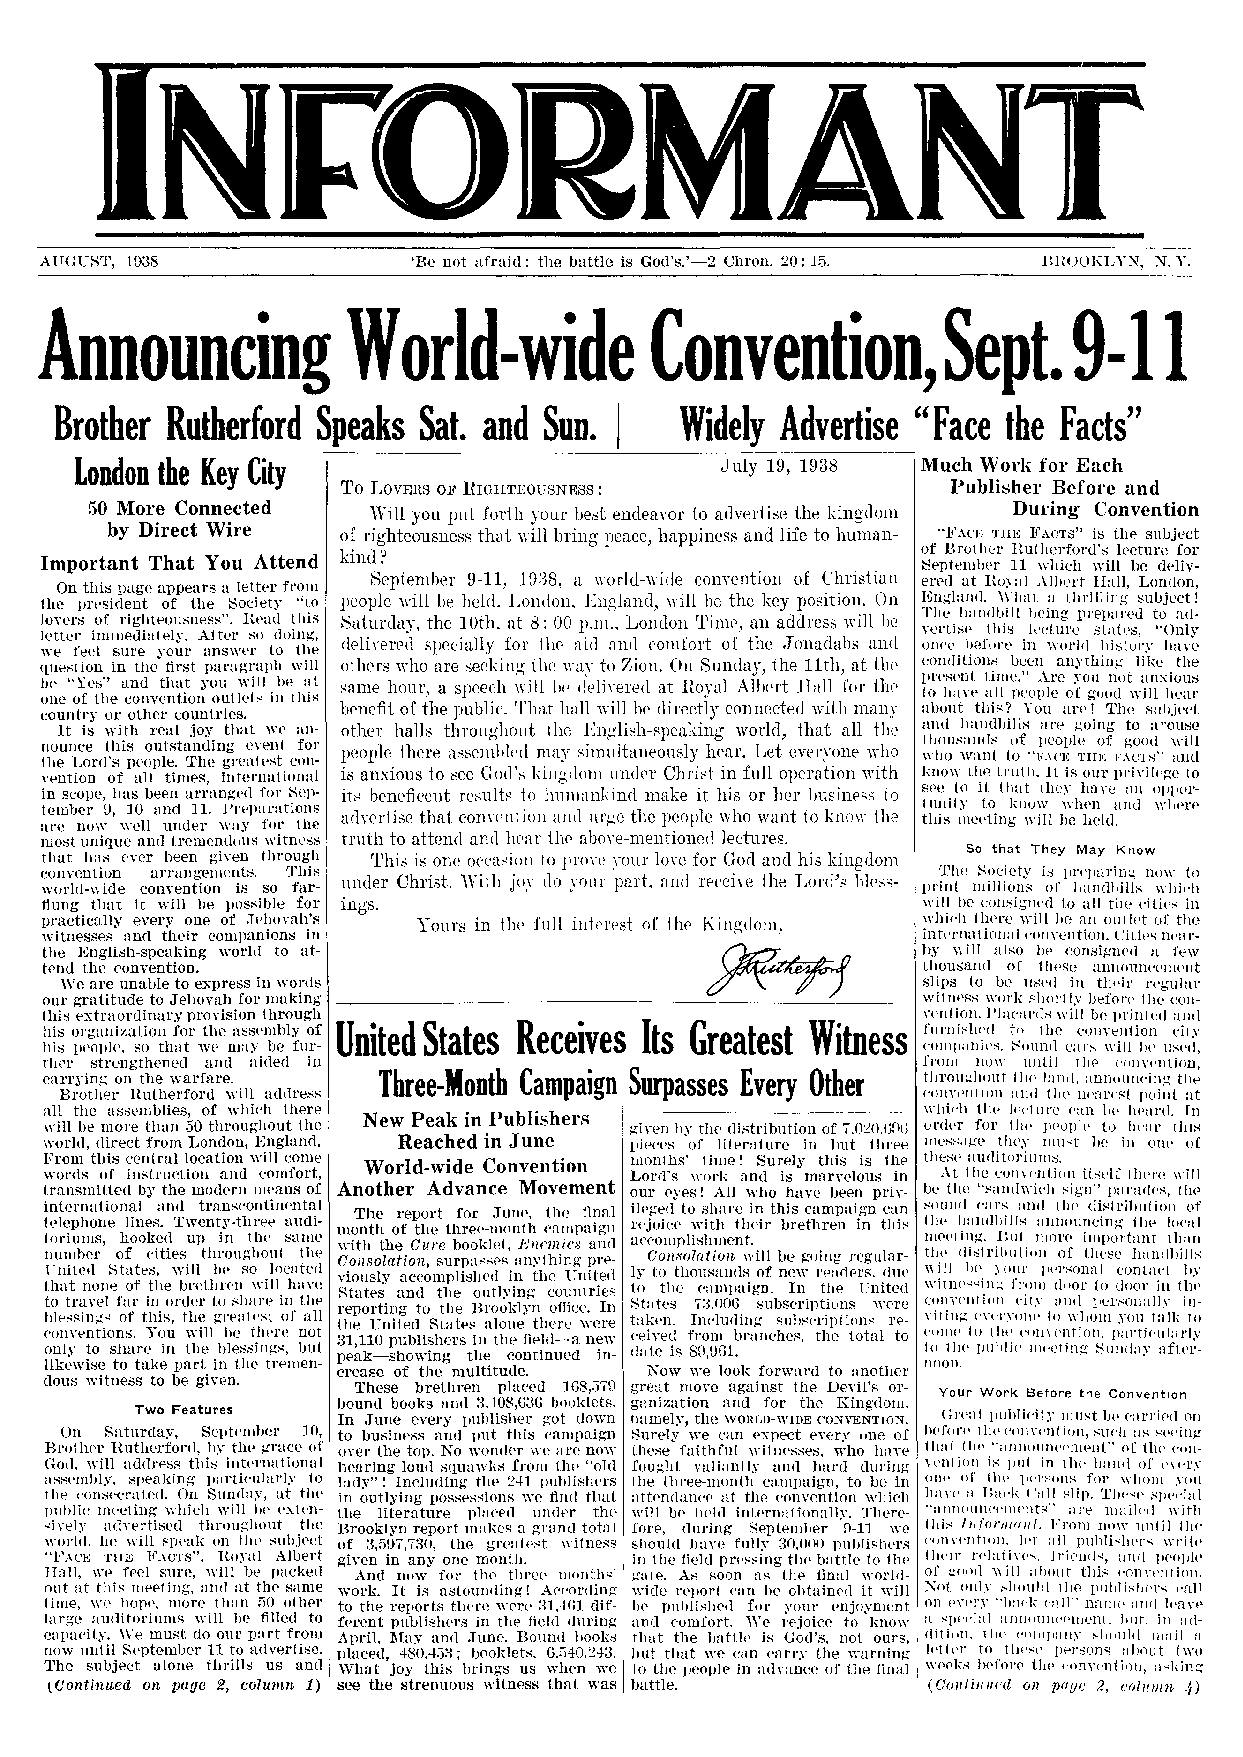 INFORMANT
AUGUST, 1938
'Be not afraid: the battle is God's.'—2 Chron. 20:15.
BROOKLYN, N. Y.
Announcing World-wide Convention, Sept. 9-11
Brother Rutherford Speaks Sat. and Sun.
Widely Advertise "Face the Facts"
London the Key City
50 More Connected
by Direct Wire
Important That You Attend
On this page appears a letter from
the president of the Society "to
lovers of righteousness". Read this
letter immediately. After so doing,
we feel sure your answer to the
question in the first paragraph will
be "Yes" and that you will be at
one of the convention outlets in this
country or other countries.
It is with real joy that we an-
nounce this outstanding event for
the Lord's people. The greatest con-
vention of all times, international
in scope, has been arranged for Sep-
tember 9, 10 and 11. Preparations
are now well under way for the
most unique and tremendous witness
that has ever been given through
convention arrangements. This
world-wide convention is so far-
flung that it will be possible for
practically every one of Jehovah's
witnesses and their companions in
the English-speaking world to at-
tend the convention.
We are unable to express in words
our gratitude to Jehovah for making
this extraordinary provision through
his organization for the assembly of
his people, so that we may be fur-
ther strengthened and aided in
carrying on the warfare.
Brother Rutherford will address
all the assemblies, of which there
will be more than 50 throughout the
world, direct from London, England.
From this central location will come
words of instruction and comfort,
transmitted by the modern means of
international and transcontinental
telephone lines. Twenty-three audi-
toriums, hooked up in the same
number of cities throughout the
United States, will be so located
that none of the brethren will have
to travel far in order to share in the
blessings of this, the greatest of all
conventions. You will be there not
only to share in the blessings, but
likewise to take part in the tremen-
dous witness to be given.
Two Features
On Saturday, September 10,
Brother Rutherford, by the grace of
God, will address this international
assembly, speaking particularly to
the consecrated. On Sunday, at the
public meeting which will be exten-
sively advertised throughout the
world, he will speak on the subject
"FACE THE FACTS". Royal Albert
Hall, we feel sure, will be packed
out at this meeting, and at the same
time, we hope, more than 50 other
large auditoriums will be filled to
capacity. We must do our part from
now until September 11 to advertise.
The subject alone thrills us and
(Continued on page 2, column 1)
July 19, 1938
TO LOVERS OF RIGHTEOUSNESS:
Will you put forth your best endeavor to advertise the kingdom
of righteousness that will bring peace, happiness and life to human-
kind?
September 9-11, 1938, a world-wide convention of Christian
people will be held. London, England, will be the key position. On
Saturday, the 10th, at 8:00 p.m., London Time, an address will be
delivered specially for the aid and comfort of the Jonadabs and
others who are seeking the way to Zion. On Sunday, the 11th, at the
same hour, a speech will be delivered at Royal Albert Hall for the
benefit of the public. That hall will be directly connected with many
other halls throughout the English-speaking world, that all the
people there assembled may simultaneously hear. Let everyone who
is anxious to see God's kingdom under Christ in full operation with
its beneficent results to humankind make it his or her business to
advertise that convention and urge the people who want to know the
truth to attend and hear the above-mentioned lectures.
This is one occasion to prove your love for God and his kingdom
under Christ. With joy do your part, and receive the Lord's bless-
ings.
Yours in the full interest of the Kingdom,
J F Rutherford
United States Receives Its Greatest Witness
Three-Month Campaign Surpasses Every Other
New Peak in Publishers
Reached in June
World-wide Convention
Another Advance Movement
The report for June, the final
month of the three-month campaign
with the Cure booklet, Enemies and
Consolation, surpasses anything pre-
viously accomplished in the United
States and the outlying countries
reporting to the Brooklyn office. In
the United States alone there were
31,110 publishers in the field--a new
peak—showing the continued in-
crease of the multitude.
These brethren placed 168,579
bound books and 3,408,636 booklets.
In June every publisher got down
to business and put this campaign
over the top. No wonder we are now
hearing loud squawks from the "old
lady"! Including the 241 publishers
in outlying possessions we find that
the literature placed under the
Brooklyn report makes a grand total
of 3,597,730, the greatest witness
given in any one month.
And now for the three months'
work. It is astounding! According
to the reports there were 31,461 dif-
ferent publishers in the field during
April, May and June. Bound books
placed, 480,453; booklets, 6,540,243.
What joy this brings us when we
see the strenuous witness that was
given by the distribution of 7,020,696
pieces of literature in but three
months' time! Surely this is the
Lord's work and is marvelous in
our eyes! All who have been priv-
ileged to share in this campaign can
rejoice with their brethren in this
accomplishment.
Consolation will be going regular-
ly to thousands of new readers, due
to the campaign. In the United
States 73,006 subscriptions were
taken. Including subscriptions re-
ceived from branches, the total to
date is 80,961.
Now we look forward to another
great move against the Devil's or-
ganization and for the Kingdom,
namely, the WORLD-WIDE CONVENTION.
Surely we can expect every one of
these faithful witnesses, who have
fought valiantly and hard during
the three-month campaign, to be in
attendance at the convention which
will be held internationally. There-
fore, during September 9-11 we
should have fully 30,000 publishers
in the field pressing the battle to the
gate. As soon as the final world-
wide report can be obtained it will
be published for your enjoyment
and comfort. We rejoice to know
that the battle is God's, not ours,
but that we can carry the warning
to the people in advance of the final
battle.
Much Work for Each
Publisher Before and
During Convention
"FACE THE FACTS" is the subject
of Brother Rutherford's lecture for
September 11 which will be deliv-
ered at Royal Albert Hall, London,
England. What a thrilling subject!
The handbill being prepared to ad-
vertise this lecture states, "Only
once before in world history have
conditions been anything like the
present time." Are you not anxious
to have all people of good will hear
about this? You are! The subject
and handbills are going to arouse
thousands of people of good will
who want to "FACE THE FACTS" and
know the truth. It is our privilege to
see to it that they have an oppor-
tunity to know when and where
this meeting will be held.
So that They May Know
The Society is preparing now to
print millions of handbills which
will be consigned to all the cities in
which there will be an outlet of the
international convention. Cities near-
by will also be consigned a few
thousand of these announcement
slips to be used in their regular
witness work shortly before the con-
vention. Placards will be printed and
furnished to the convention city
companies. Sound cars will be used,
from now until the convention,
throughout the land, announcing the
convention and the nearest point at
which the lecture can be heard. In
order for the people to hear this
message they must be in one of
these auditoriums.
At the convention itself there will
be the "sandwich sign" parades, the
sound cars and the distribution of
the handbills announcing the local
meeting. But more important than
the distribution of these handbills
will be your personal contact by
witnessing from door to door in the
convention city and personally in-
viting everyone to whom you talk to
come to the convention, particularly
to the public meeting Sunday after-
noon.
Your Work Before the Convention
Great publicity must be carried on
before the convention, such as seeing
that the "announcement" of the con-
vention is put in the hand of every
one of the persons for whom you
have a Back Call slip. These special
"announcements" are mailed with
this Informant. From now until the
convention, let all publishers write
their relatives, friends, and people
of good will about this convention.
Not only should the publishers call
on every "back call" name and leave
a special announcement, but, in ad-
dition, the company should mail a
letter to these persons about two
weeks before the convention, asking
(Continued on page 2, column 4)